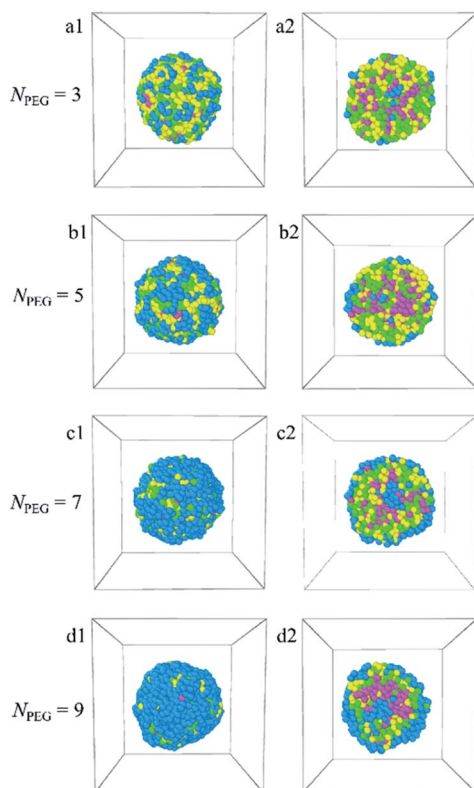 a1 a2
N_PEG = 3
b1 b2
N_PEG = 5
c1 c2
N_PEG = 7
d1 d2
N_PEG = 9